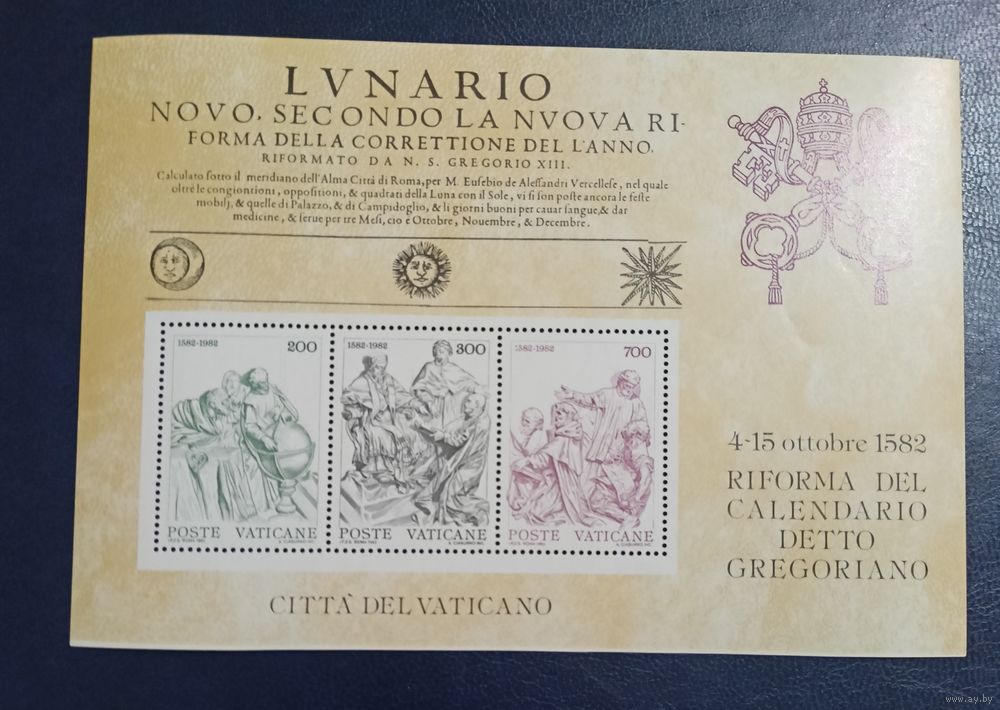 LVNARIO
NOVO, SECONDO LA NVOVA RI-
FORMA DELLA CORRETTIONE DEL L'ANNO,
RIFORMATO DA N. S. GREGORIO XIII.
Calculato sotto il meridiano dell'Alma Città di Roma, per M. Eusebio de Alessandri Vercellese, nel quale
oltre le congiontioni, oppositioni, & quadrati della Luna con il Sole, vi si son poste ancora le feste
mobilj, & quelle di Palazzo, & di Campidoglio, & li giorni buoni per cauar sangue, & dar
medicine, & serue per tre Mesi, cio e Ottobre, Nouembre, & Decembre.
1582-1982 200
1582-1982 300
1582-1982 700
POSTE VATICANE
POSTE VATICANE
POSTE VATICANE
4-15 ottobre 1582
RIFORMA DEL
CALENDARIO
DETTO
GREGORIANO
CITTÀ DEL VATICANO
www.ay.by